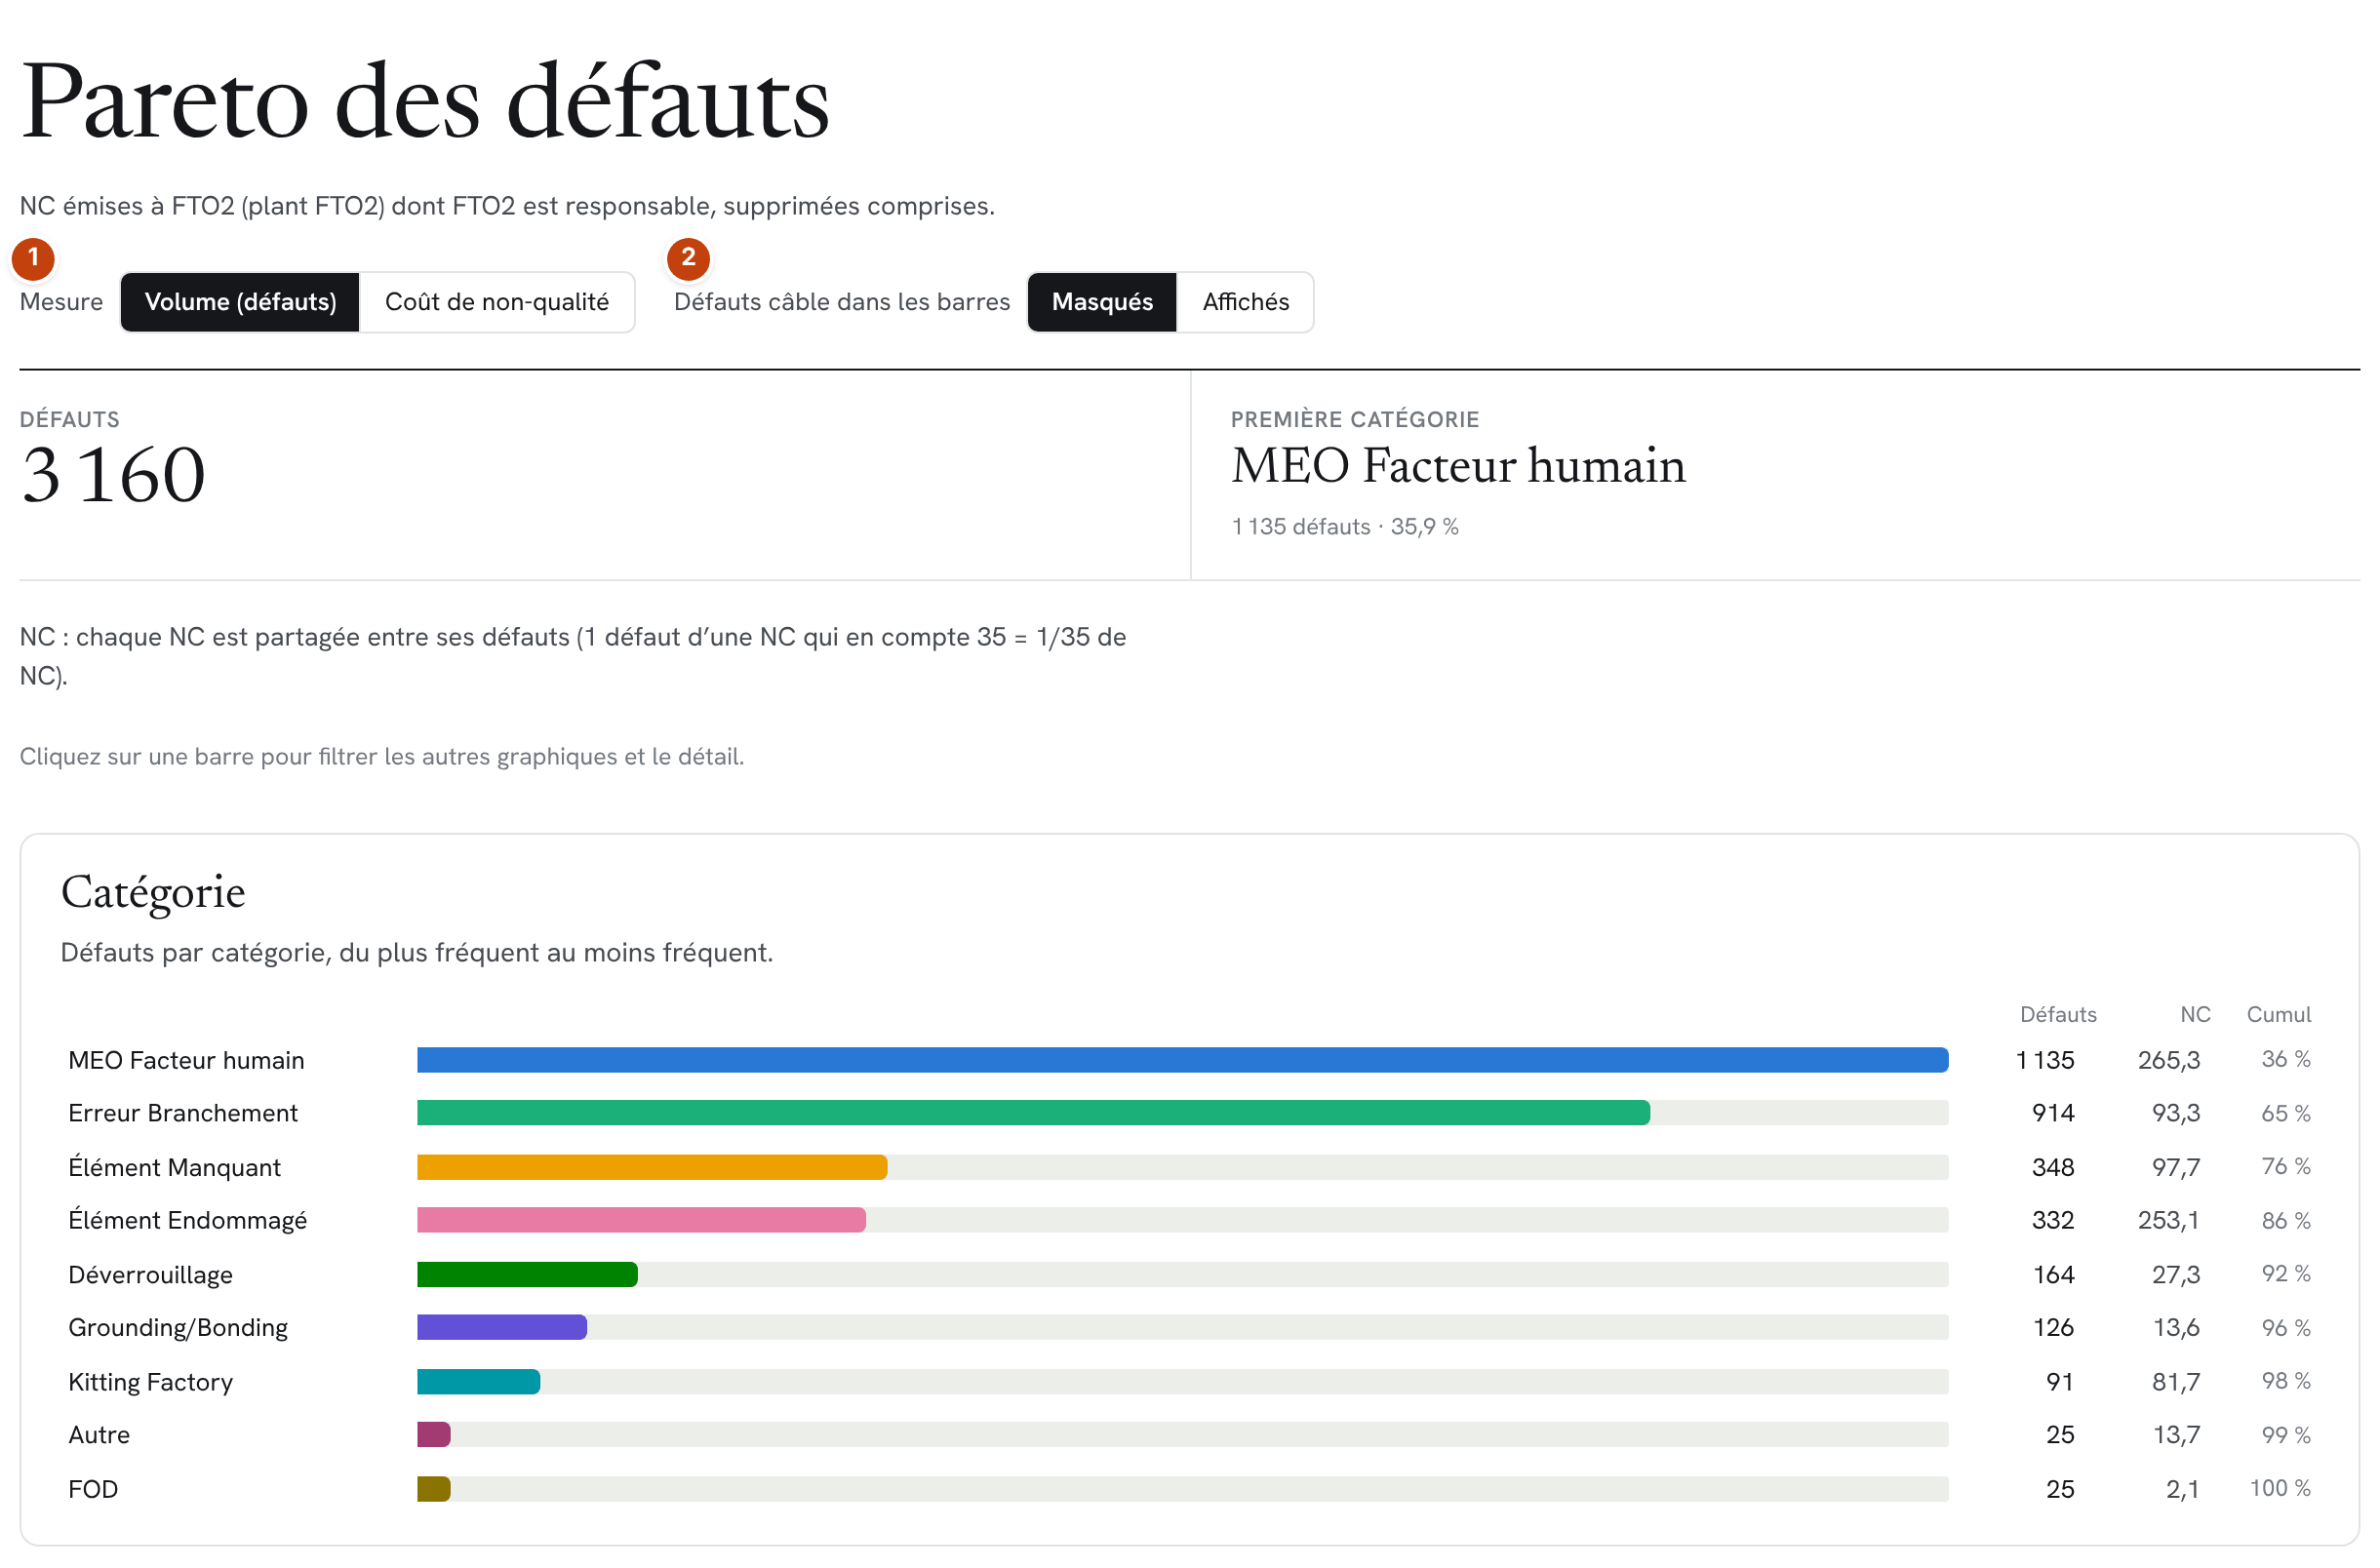 Pareto des défauts
NC émises à FTO2 (plant FTO2) dont FTO2 est responsable, supprimées comprises.
1
2
Mesure Volume (défauts) Coût de non-qualité Défauts câble dans les barres Masqués Affichés
DÉFAUTS
3 160
PREMIÈRE CATÉGORIE
MEO Facteur humain
1 135 défauts · 35,9 %
NC : chaque NC est partagée entre ses défauts (1 défaut d’une NC qui en compte 35 = 1/35 de
NC).
Cliquez sur une barre pour filtrer les autres graphiques et le détail.
Catégorie
Défauts par catégorie, du plus fréquent au moins fréquent.
Défauts NC Cumul
MEO Facteur humain 1 135 265,3 36 %
Erreur Branchement 914 93,3 65 %
Élément Manquant 348 97,7 76 %
Élément Endommagé 332 253,1 86 %
Déverrouillage 164 27,3 92 %
Grounding/Bonding 126 13,6 96 %
Kitting Factory 91 81,7 98 %
Autre 25 13,7 99 %
FOD 25 2,1 100 %